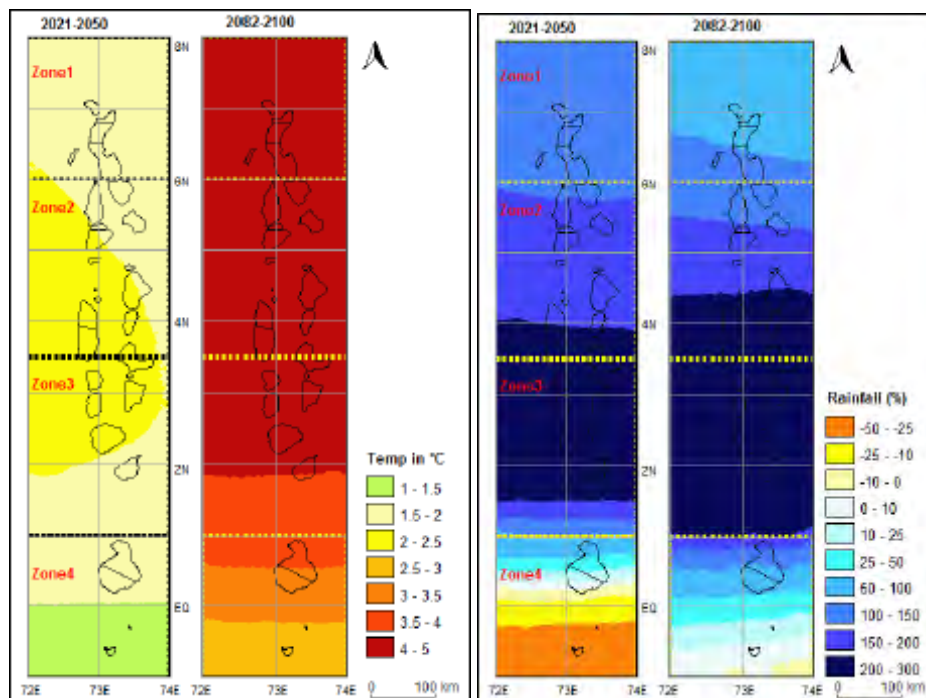 2021-2050
2082-2100
Zone1
Zone2
Zone3
Zone4
8N
6N
4N
2N
EQ
72E
73E
74E
73E
74E
Temp in °C
1 - 1.5
1.5 - 2
2 - 2.5
2.5 - 3
3 - 3.5
3.5 - 4
4 - 5
0 100 km
2021-2050
2082-2100
Zone1
Zone2
Zone3
Zone4
8N
6N
4N
2N
EQ
72E
73E
74E
73E
74E
Rainfall (%)
-50 - -25
-25 - -10
-10 - 0
0 - 10
10 - 25
25 - 50
60 - 100
100 - 150
150 - 200
200 - 300
0 100 km